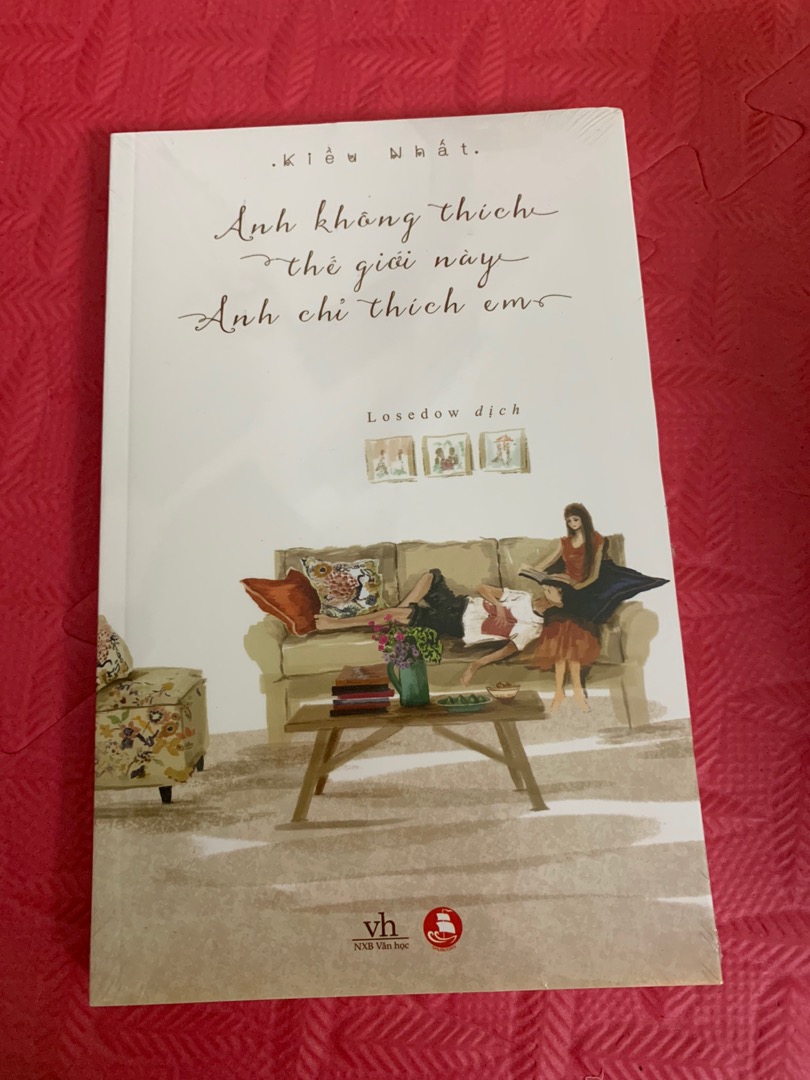 .Kiều Nhất.
Anh không thích
thế giới này
Anh chỉ thích em
Losedow dịch
vh
NXB Văn học